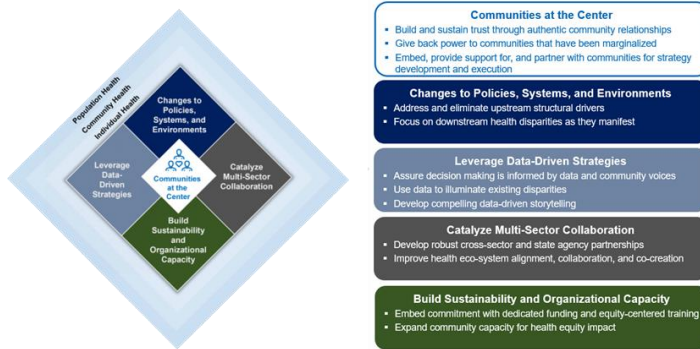 Population Health
Community Health
Individual Health
Changes to
Policies,
Systems, and
Environments
Leverage
Data-
Driven
Strategies
Communities
at the
Center
Catalyze
Multi-Sector
Collaboration
Build
Sustainability
and
Organizational
Capacity
Communities at the Center
▪ Build and sustain trust through authentic community relationships
▪ Give back power to communities that have been marginalized
▪ Embed, provide support for, and partner with communities for strategy
development and execution
Changes to Policies, Systems, and Environments
▪ Address and eliminate upstream structural drivers
▪ Focus on downstream health disparities as they manifest
Leverage Data-Driven Strategies
▪ Assure decision making is informed by data and community voices
▪ Use data to illuminate existing disparities
▪ Develop compelling data-driven storytelling
Catalyze Multi-Sector Collaboration
▪ Develop robust cross-sector and state agency partnerships
▪ Improve health eco-system alignment, collaboration, and co-creation
Build Sustainability and Organizational Capacity
▪ Embed commitment with dedicated funding and equity-centered training
▪ Expand community capacity for health equity impact